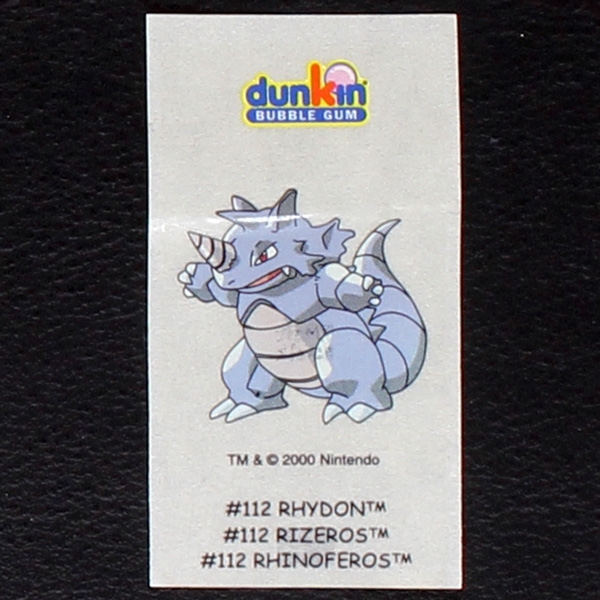 dunkin
BUBBLE GUM
TM & © 2000 Nintendo
#112 RHYDON™
#112 RIZEROS™
#112 RHINOFEROS™